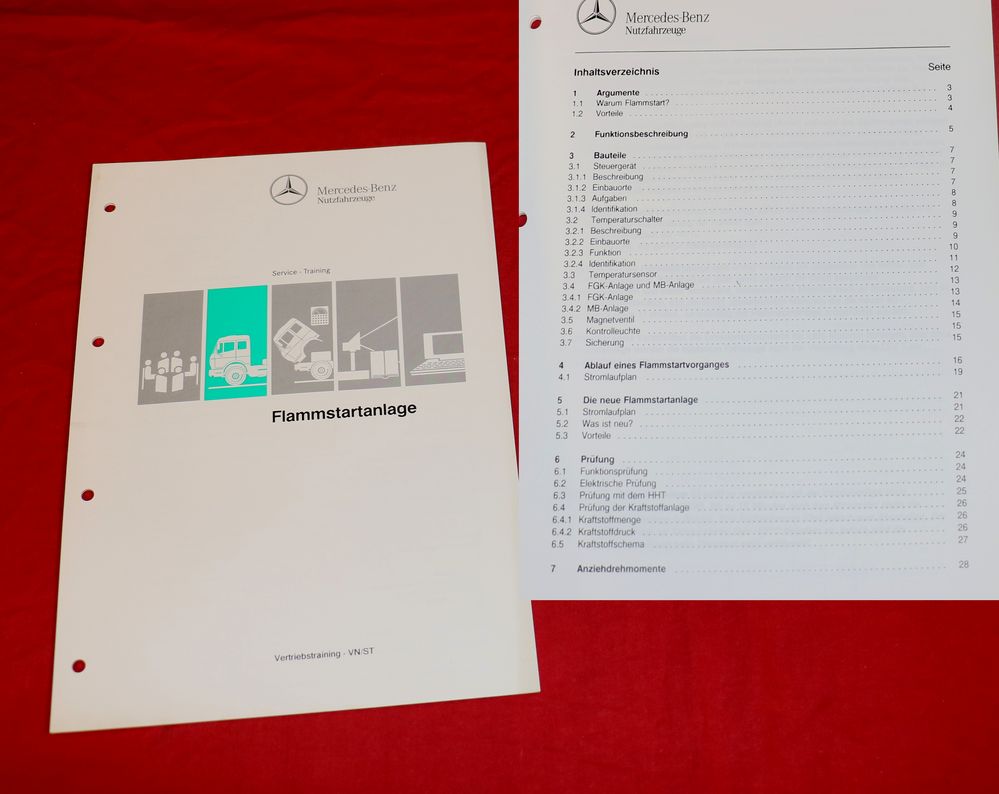 Mercedes-Benz
Nutzfahrzeuge
Service - Training
Flammstartanlage
Vertriebstraining - VN/ST
Mercedes-Benz
Nutzfahrzeuge
Inhaltsverzeichnis Seite
1 Argumente 3
1.1 Warum Flammstart? 3
1.2 Vorteile 4
2 Funktionsbeschreibung 5
3 Bauteile 7
3.1 Steuergerät 7
3.1.1 Beschreibung 7
3.1.2 Einbauorte 7
3.1.3 Aufgaben 8
3.1.4 Identifikation 8
3.2 Temperaturschalter 9
3.2.1 Beschreibung 9
3.2.2 Einbauorte 9
3.2.3 Funktion 10
3.2.4 Identifikation 11
3.3 Temperatursensor 12
3.4 FGK-Anlage und MB-Anlage 13
3.4.1 FGK-Anlage 13
3.4.2 MB-Anlage 14
3.5 Magnetventil 15
3.6 Kontrolleuchte 15
3.7 Sicherung 15
4 Ablauf eines Flammstartvorganges 16
4.1 Stromlaufplan 19
5 Die neue Flammstartanlage 21
5.1 Stromlaufplan 21
5.2 Was ist neu? 22
5.3 Vorteile 22
6 Prüfung 24
6.1 Funktionsprüfung 24
6.2 Elektrische Prüfung 24
6.3 Prüfung mit dem HHT 25
6.4 Prüfung der Kraftstoffanlage 26
6.4.1 Kraftstoffmenge 26
6.4.2 Kraftstoffdruck 26
6.5 Kraftstoffschema 27
7 Anziehdrehmomente 28